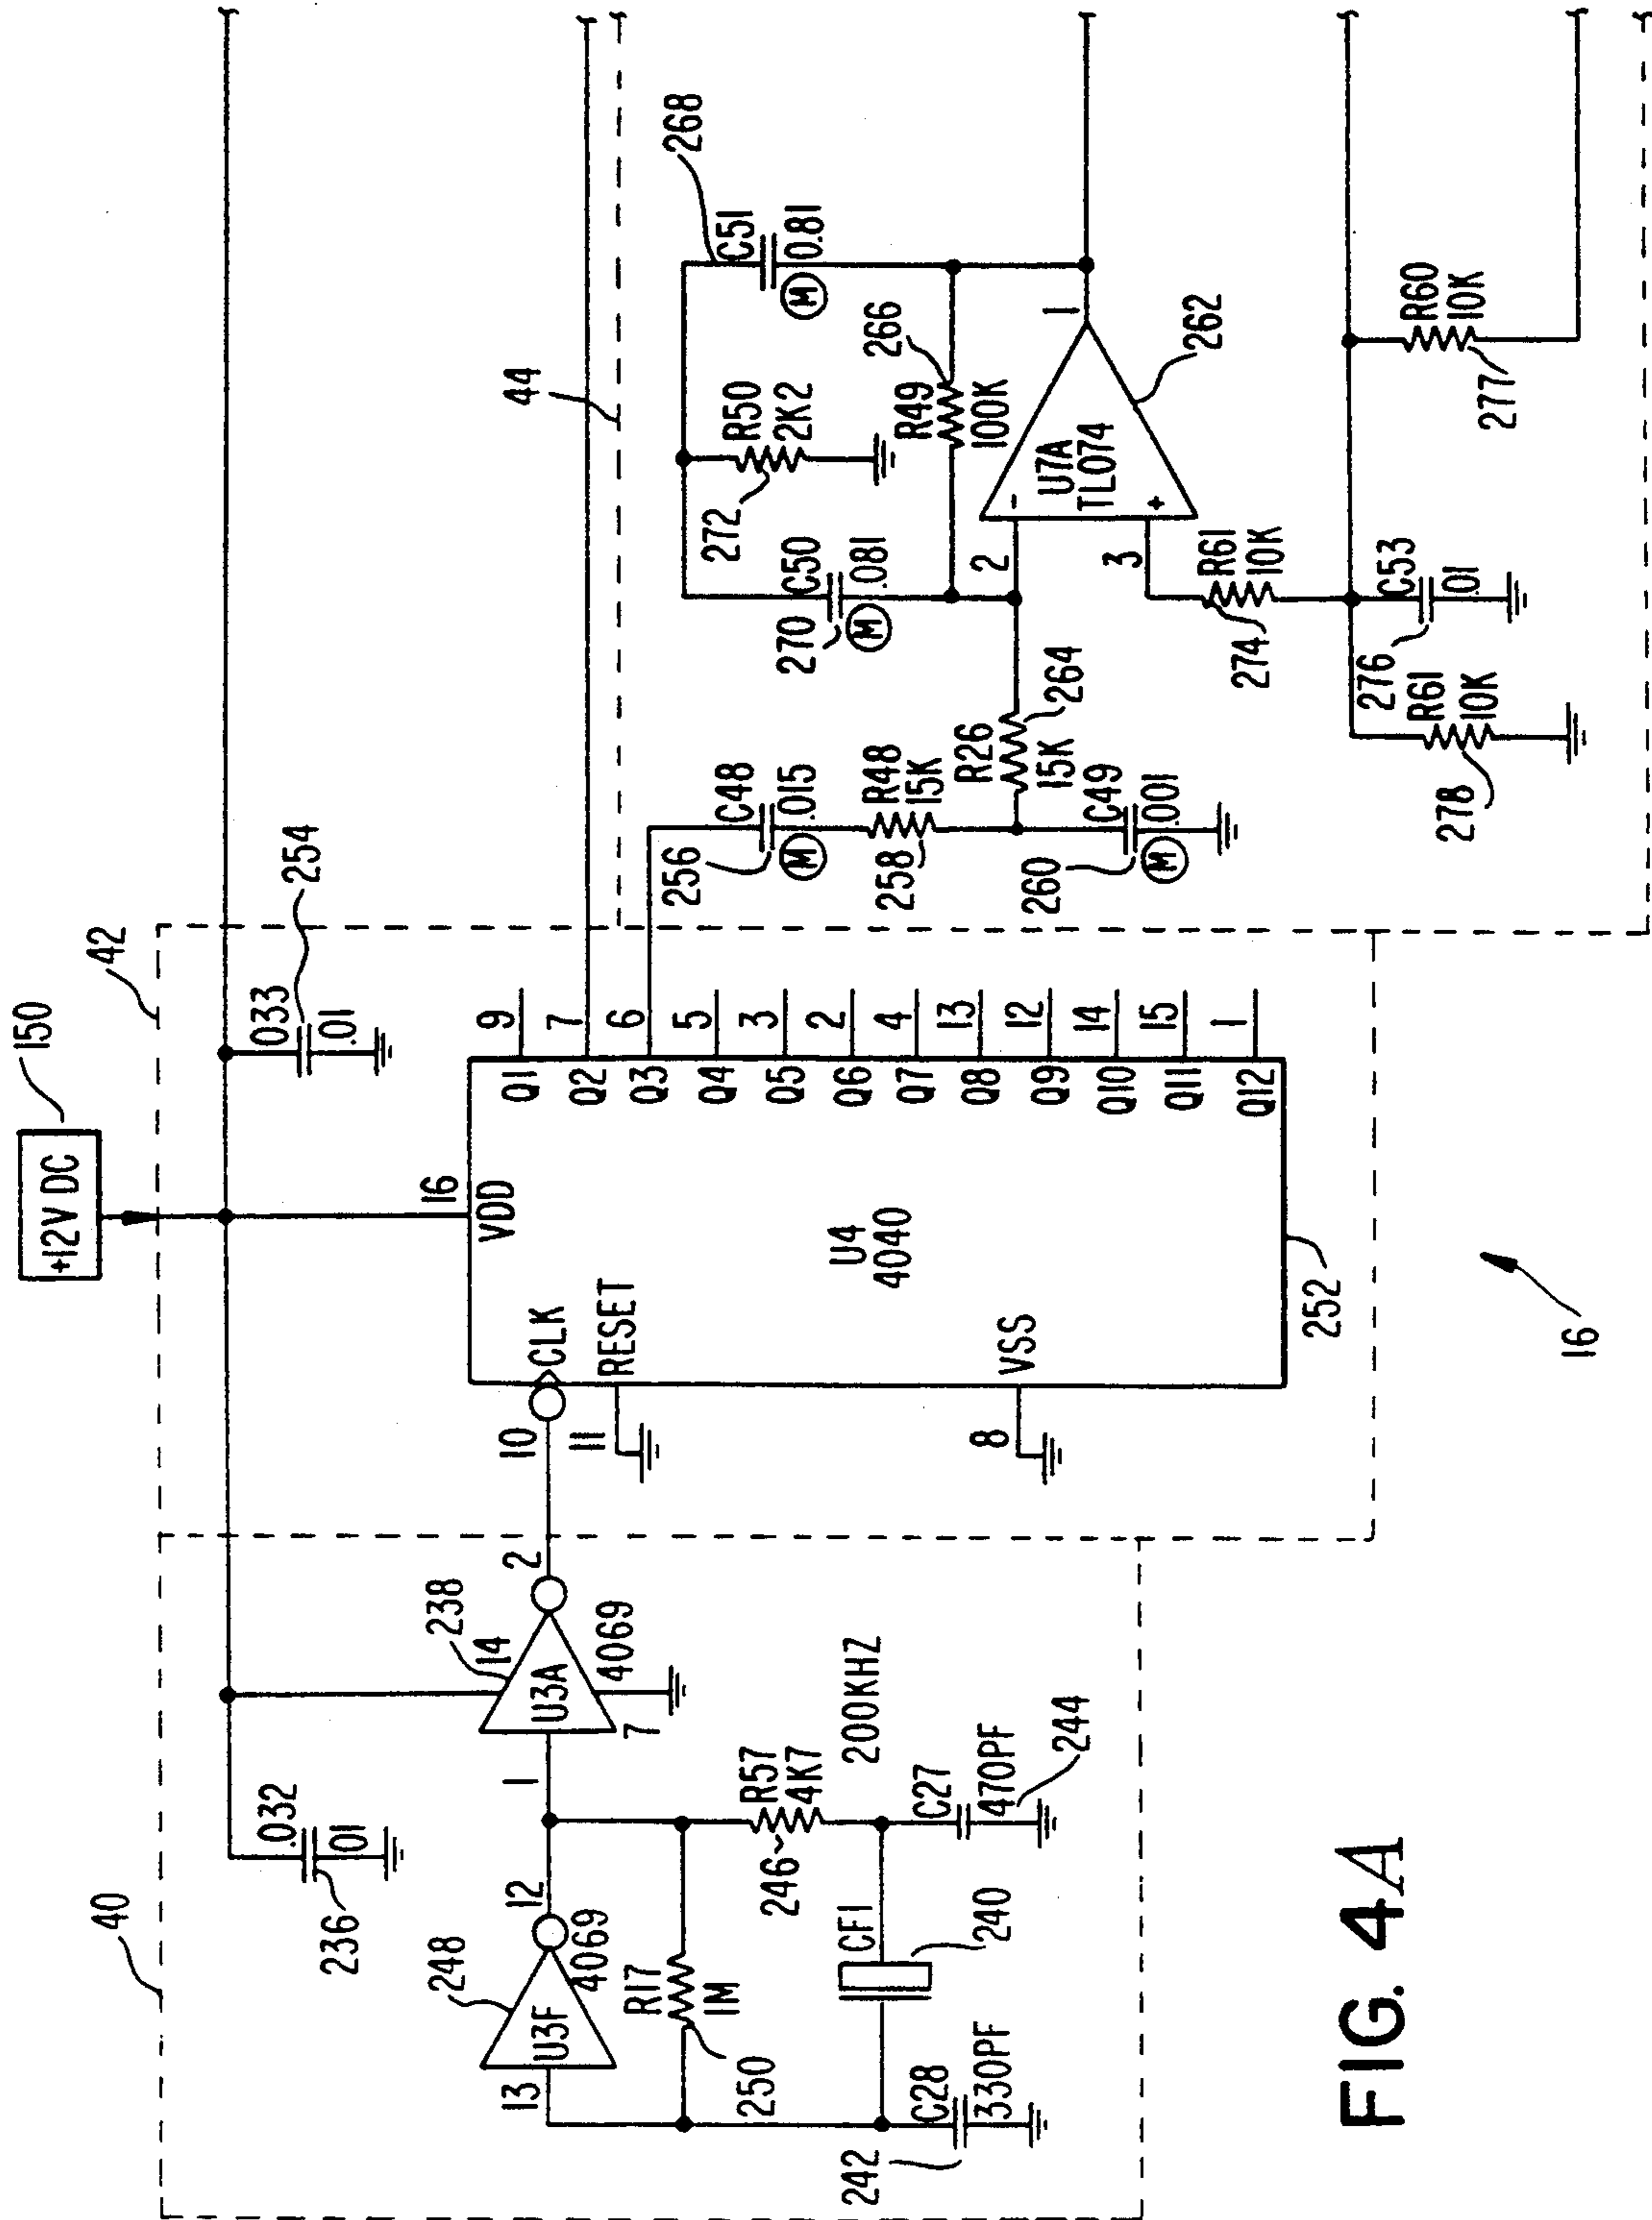 150
+12V DC
40
.032
.01
236
248
U3F
4069
13
12
R17
1M
250
CF1
240
C28
330PF
242
R57
4K7
246
200KHZ
C27
470PF
244
1
238
14
U3A
4069
7
2
42
.033
.01
254
16
VDD
10
CLK
11
RESET
8
VSS
U4
4040
252
Q1
9
Q2
7
Q3
6
Q4
5
Q5
3
Q6
2
Q7
4
Q8
13
Q9
12
Q10
14
Q11
15
Q12
1
16
44
C48
.015
M
256
R48
15K
258
C49
.001
M
260
R26
15K
264
C50
.081
M
270
R50
2K2
272
C51
0.81
M
268
R49
100K
266
2
-
U7A
TL074
+
3
1
262
R61
10K
274
C53
.01
276
R61
10K
278
R60
10K
277
FIG. 4A